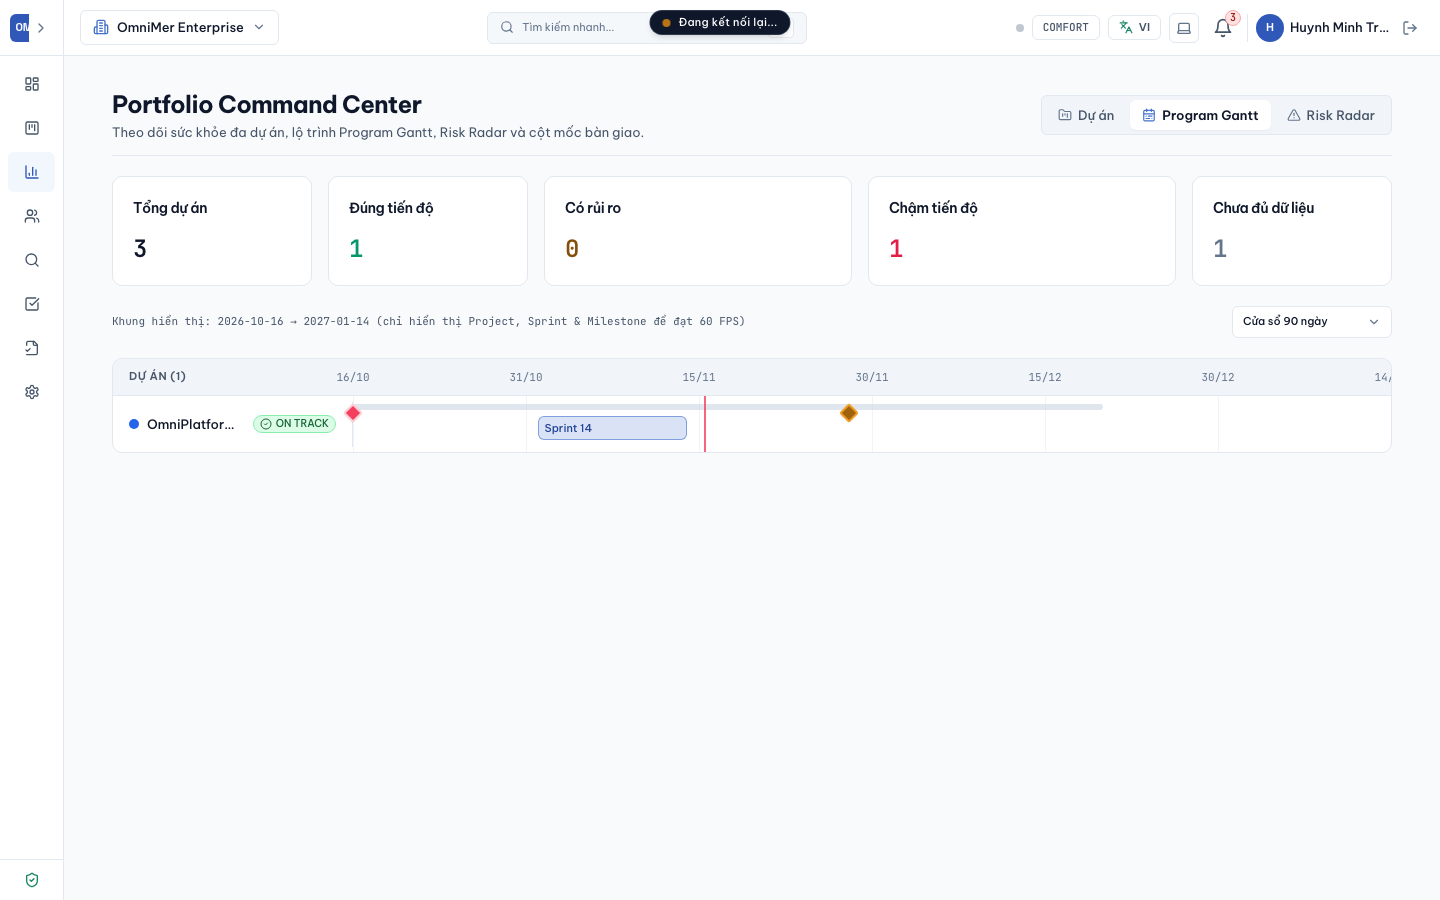 OmniMer Enterprise
Tìm kiếm nhanh...
Đang kết nối lại...
COMFORT
VI
3
H
Huynh Minh Tr...
Portfolio Command Center
Theo dõi sức khỏe đa dự án, lộ trình Program Gantt, Risk Radar và cột mốc bàn giao.
Dự án
Program Gantt
Risk Radar
Tổng dự án
3
Đúng tiến độ
1
Có rủi ro
0
Chậm tiến độ
1
Chưa đủ dữ liệu
1
Khung hiển thị: 2026-10-16 → 2027-01-14 (chỉ hiển thị Project, Sprint & Milestone để đạt 60 FPS)
Cửa sổ 90 ngày
DỰ ÁN (1)
16/10
31/10
15/11
30/11
15/12
30/12
14/
OmniPlatfor...
ON TRACK
Sprint 14